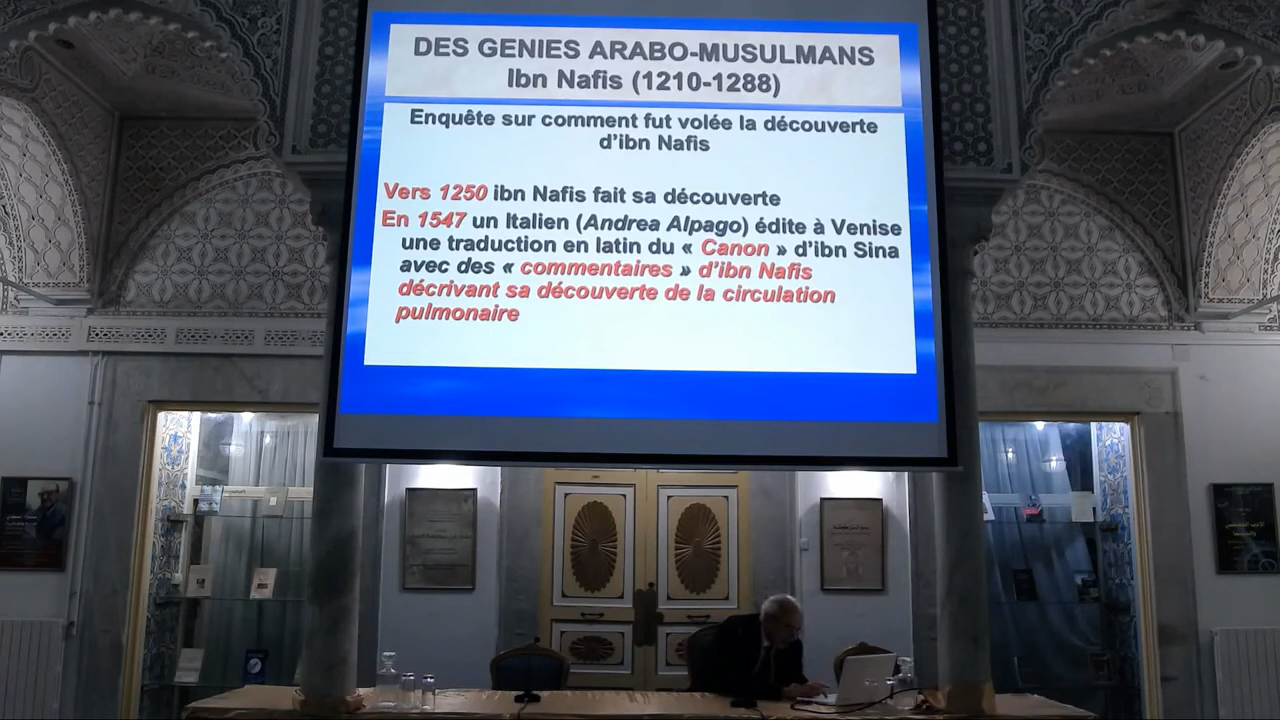 DES GENIES ARABO-MUSULMANS
Ibn Nafis (1210-1288)
Enquête sur comment fut volée la découverte
d'ibn Nafis
Vers 1250 ibn Nafis fait sa découverte
En 1547 un Italien (Andrea Alpago) édite à Venise
une traduction en latin du « Canon » d'ibn Sina
avec des « commentaires » d'ibn Nafis
décrivant sa découverte de la circulation
pulmonaire